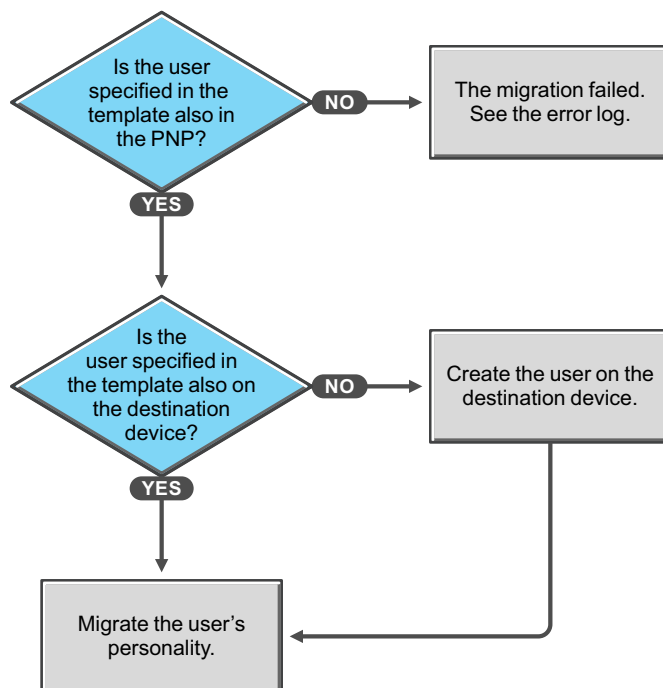 Is the user
specified in the
template also in
the PNP?
NO
The migration failed.
See the error log.
YES
Is the
user specified in
the template also on
the destination
device?
NO
Create the user on the
destination device.
YES
Migrate the user’s
personality.